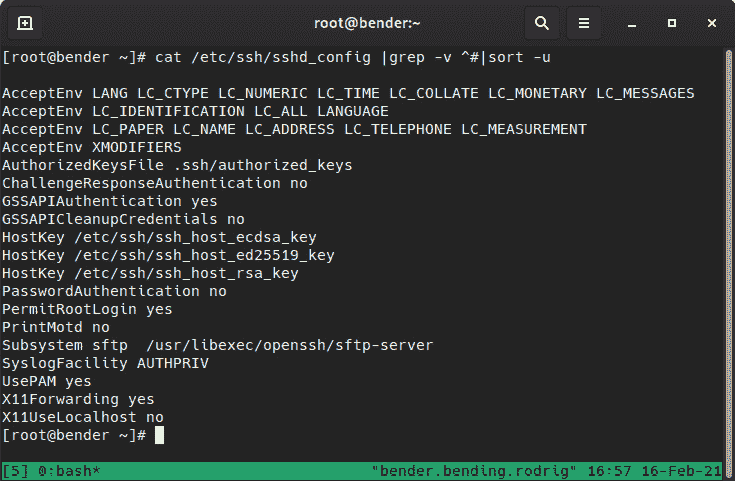 root@bender:~
[root@bender ~]# cat /etc/ssh/sshd_config |grep -v ^#|sort -u
AcceptEnv LANG LC_CTYPE LC_NUMERIC LC_TIME LC_COLLATE LC_MONETARY LC_MESSAGES
AcceptEnv LC_IDENTIFICATION LC_ALL LANGUAGE
AcceptEnv LC_PAPER LC_NAME LC_ADDRESS LC_TELEPHONE LC_MEASUREMENT
AcceptEnv XMODIFIERS
AuthorizedKeysFile .ssh/authorized_keys
ChallengeResponseAuthentication no
GSSAPIAuthentication yes
GSSAPICleanupCredentials no
HostKey /etc/ssh/ssh_host_ecdsa_key
HostKey /etc/ssh/ssh_host_ed25519_key
HostKey /etc/ssh/ssh_host_rsa_key
PasswordAuthentication no
PermitRootLogin yes
PrintMotd no
Subsystem sftp  /usr/libexec/openssh/sftp-server
SyslogFacility AUTHPRIV
UsePAM yes
X11Forwarding yes
X11UseLocalhost no
[root@bender ~]#
[5] 0:bash* "bender.bending.rodrig" 16:57 16-Feb-21